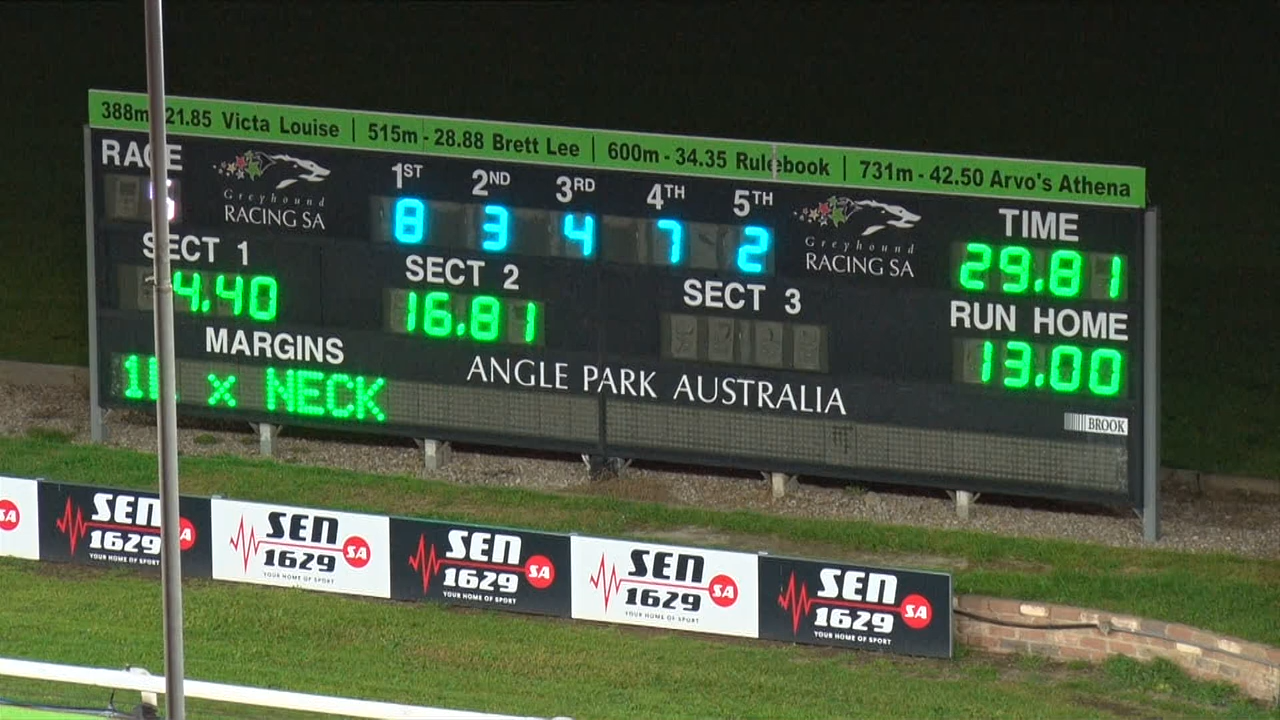 388m 21.85 Victa Louise | 515m - 28.88 Brett Lee | 600m - 34.35 Rulebook | 731m - 42.50 Arvo's Athena
RACE
Greyhound
RACING SA
1ST 2ND 3RD 4TH 5TH
8 3 4 7 2
Greyhound
RACING SA
TIME
29.81
SECT 1
4.40
SECT 2
16.81
SECT 3
RUN HOME
13.00
MARGINS
x NECK
ANGLE PARK AUSTRALIA
BROOK
SA
SEN
1629 SA
YOUR HOME OF SPORT
SEN
1629 SA
YOUR HOME OF SPORT
SEN
1629 SA
YOUR HOME OF SPORT
SEN
1629 SA
YOUR HOME OF SPORT
SEN
1629 SA
YOUR HOME OF SPORT